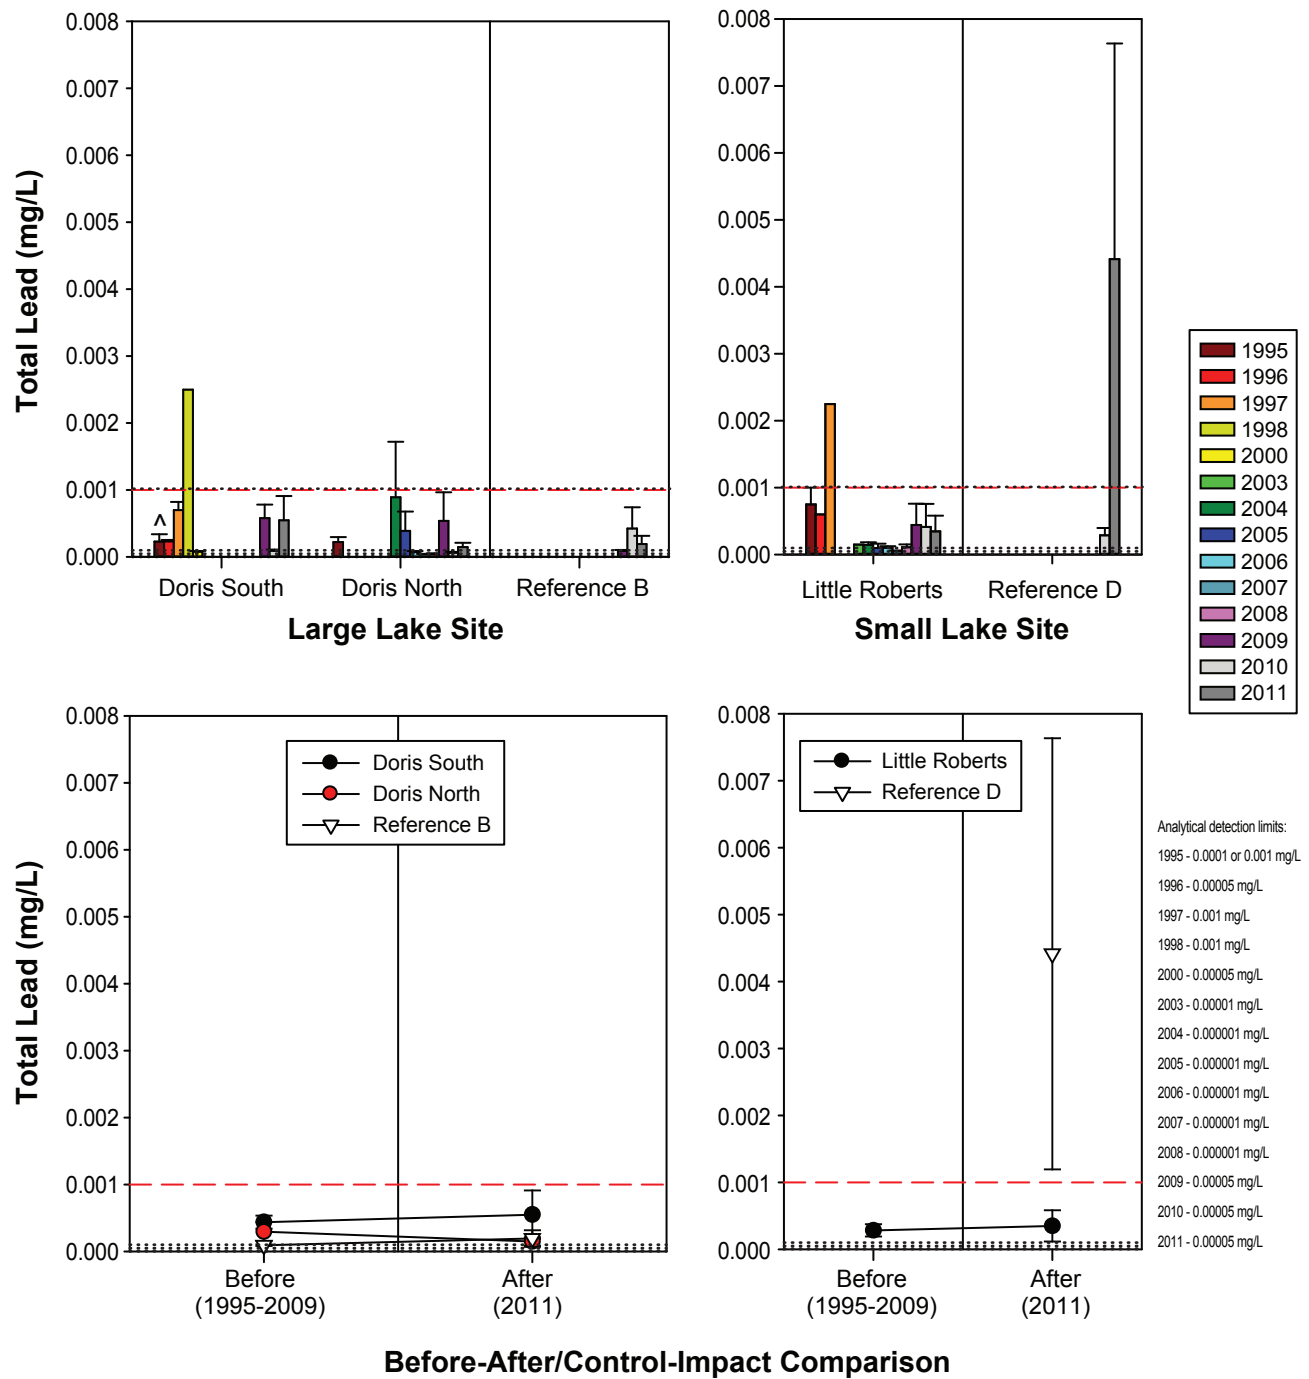 0.008
0.007
0.006
0.005
0.004
0.003
0.002
0.001
0.000
Total Lead (mg/L)
^
Doris South
Doris North
Reference B
Large Lake Site
0.008
0.007
0.006
0.005
0.004
0.003
0.002
0.001
0.000
Little Roberts
Reference D
Small Lake Site
1995
1996
1997
1998
2000
2003
2004
2005
2006
2007
2008
2009
2010
2011
0.008
0.007
0.006
0.005
0.004
0.003
0.002
0.001
0.000
Total Lead (mg/L)
Doris South
Doris North
Reference B
Before
(1995-2009)
After
(2011)
0.008
0.007
0.006
0.005
0.004
0.003
0.002
0.001
0.000
Little Roberts
Reference D
Before
(1995-2009)
After
(2011)
Analytical detection limits:
1995 - 0.0001 or 0.001 mg/L
1996 - 0.00005 mg/L
1997 - 0.001 mg/L
1998 - 0.001 mg/L
2000 - 0.00005 mg/L
2003 - 0.00001 mg/L
2004 - 0.000001 mg/L
2005 - 0.000001 mg/L
2006 - 0.000001 mg/L
2007 - 0.000001 mg/L
2008 - 0.000001 mg/L
2009 - 0.00005 mg/L
2010 - 0.00005 mg/L
2011 - 0.00005 mg/L
Before-After/Control-Impact Comparison